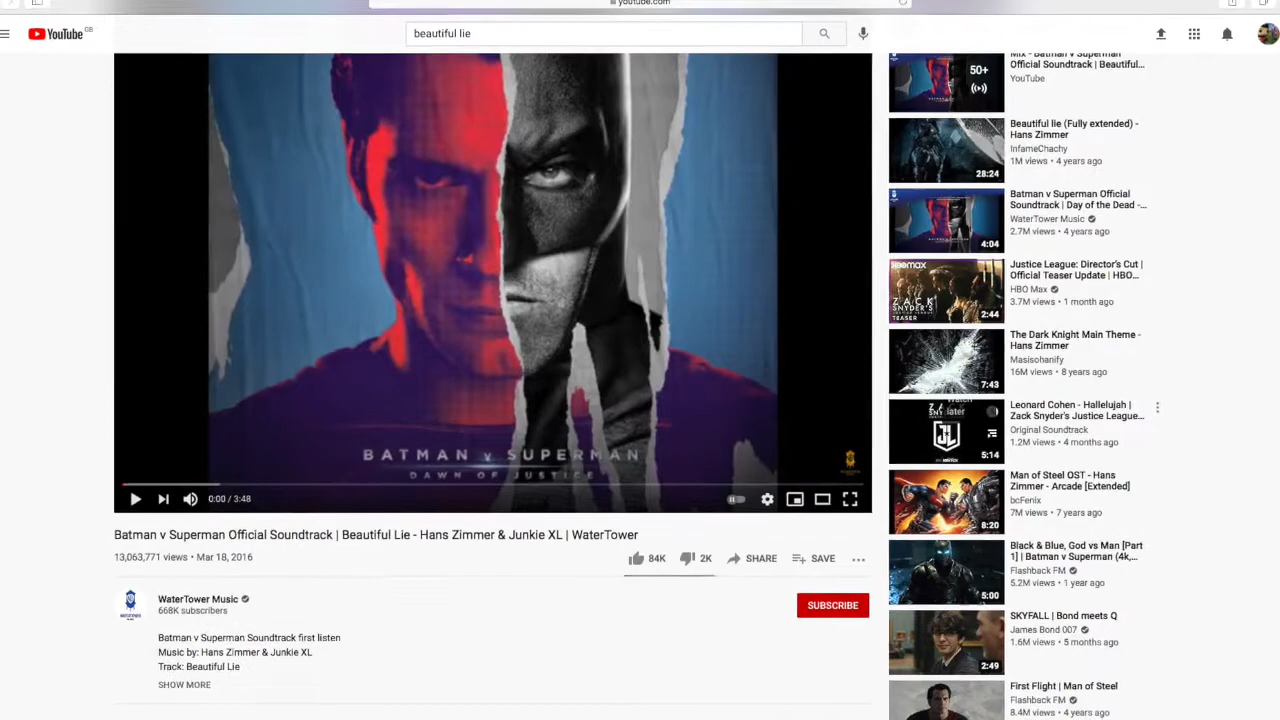 youtube.com
YouTube GB
beautiful lie
BATMAN v SUPERMAN
DAWN OF JUSTICE
0:00 / 3:48
Batman v Superman Official Soundtrack | Beautiful Lie - Hans Zimmer & Junkie XL | WaterTower
13,063,771 views • Mar 18, 2016
84K 2K SHARE SAVE
WaterTower Music
668K subscribers
SUBSCRIBE
Batman v Superman Soundtrack first listen
Music by: Hans Zimmer & Junkie XL
Track: Beautiful Lie
SHOW MORE
50+
Mix - Batman v Superman
Official Soundtrack | Beautiful...
YouTube
28:24
Beautiful lie (Fully extended) -
Hans Zimmer
InfameChachy
1M views • 4 years ago
4:04
Batman v Superman Official
Soundtrack | Day of the Dead -...
WaterTower Music
2.7M views • 4 years ago
HBOMAX
ZACK
SNYDER'S
JUSTICE LEAGUE
TEASER
2:44
Justice League: Director's Cut |
Official Teaser Update | HBO...
HBO Max
3.7M views • 1 month ago
7:43
The Dark Knight Main Theme -
Hans Zimmer
Masisohanify
16M views • 8 years ago
Watch
later
JL
5:14
Leonard Cohen - Hallelujah |
Zack Snyder's Justice League...
Original Soundtrack
1.2M views • 4 months ago
8:20
Man of Steel OST - Hans
Zimmer - Arcade [Extended]
bcFenix
7M views • 7 years ago
5:00
Black & Blue, God vs Man [Part
1] | Batman v Superman (4k,...
Flashback FM
5.2M views • 1 year ago
2:49
SKYFALL | Bond meets Q
James Bond 007
1.6M views • 5 months ago
First Flight | Man of Steel
Flashback FM
8.4M views • 4 years ago